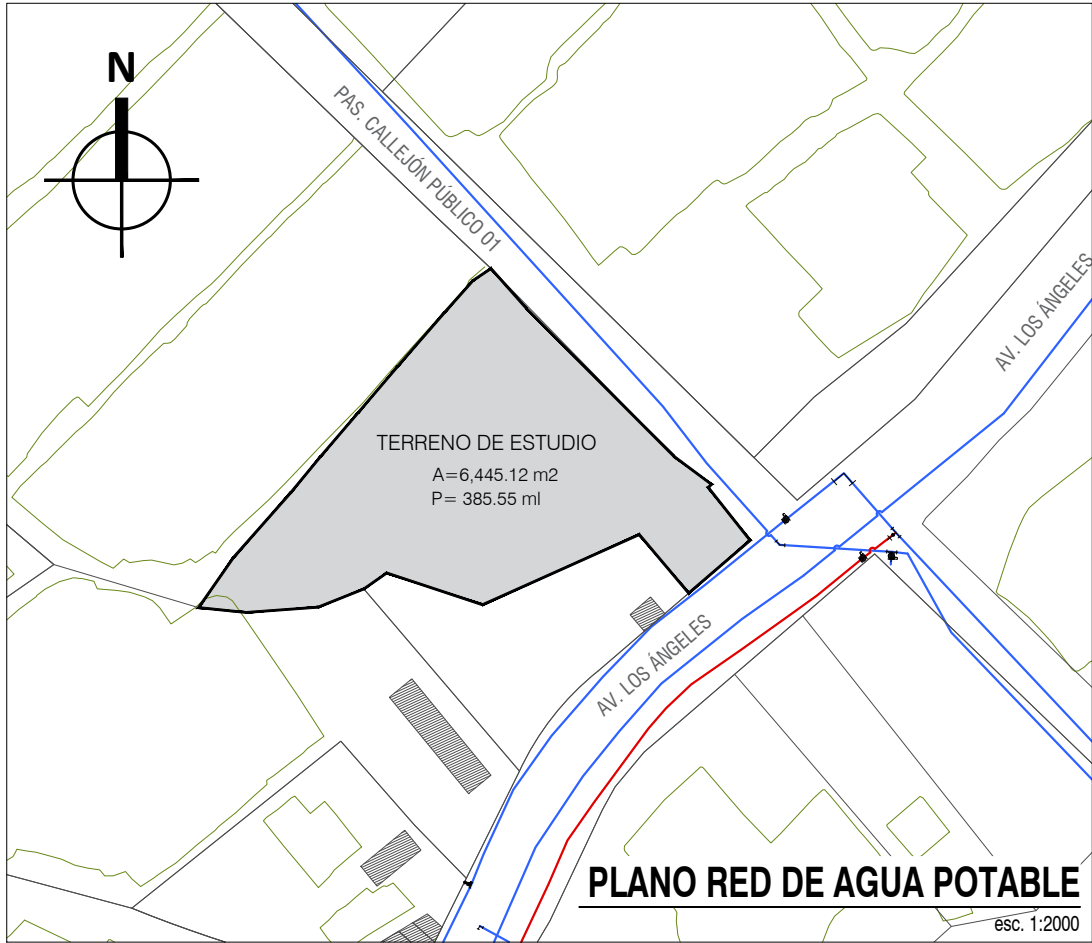 N
PAS. CALLEJÓN PÚBLICO 01
AV. LOS ÁNGELES
TERRENO DE ESTUDIO
A=6,445.12 m2
P= 385.55 ml
AV. LOS ÁNGELES
PLANO RED DE AGUA POTABLE
esc. 1:2000